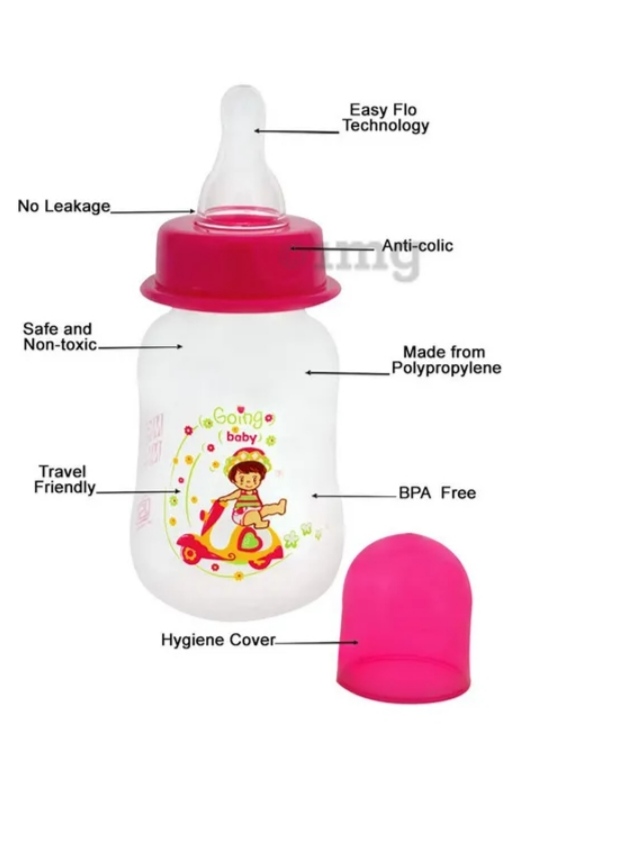 Easy Flo
Technology
No Leakage
Anti-colic
Safe and
Non-toxic
Made from
Polypropylene
Going
baby
Travel
Friendly
BPA Free
Hygiene Cover